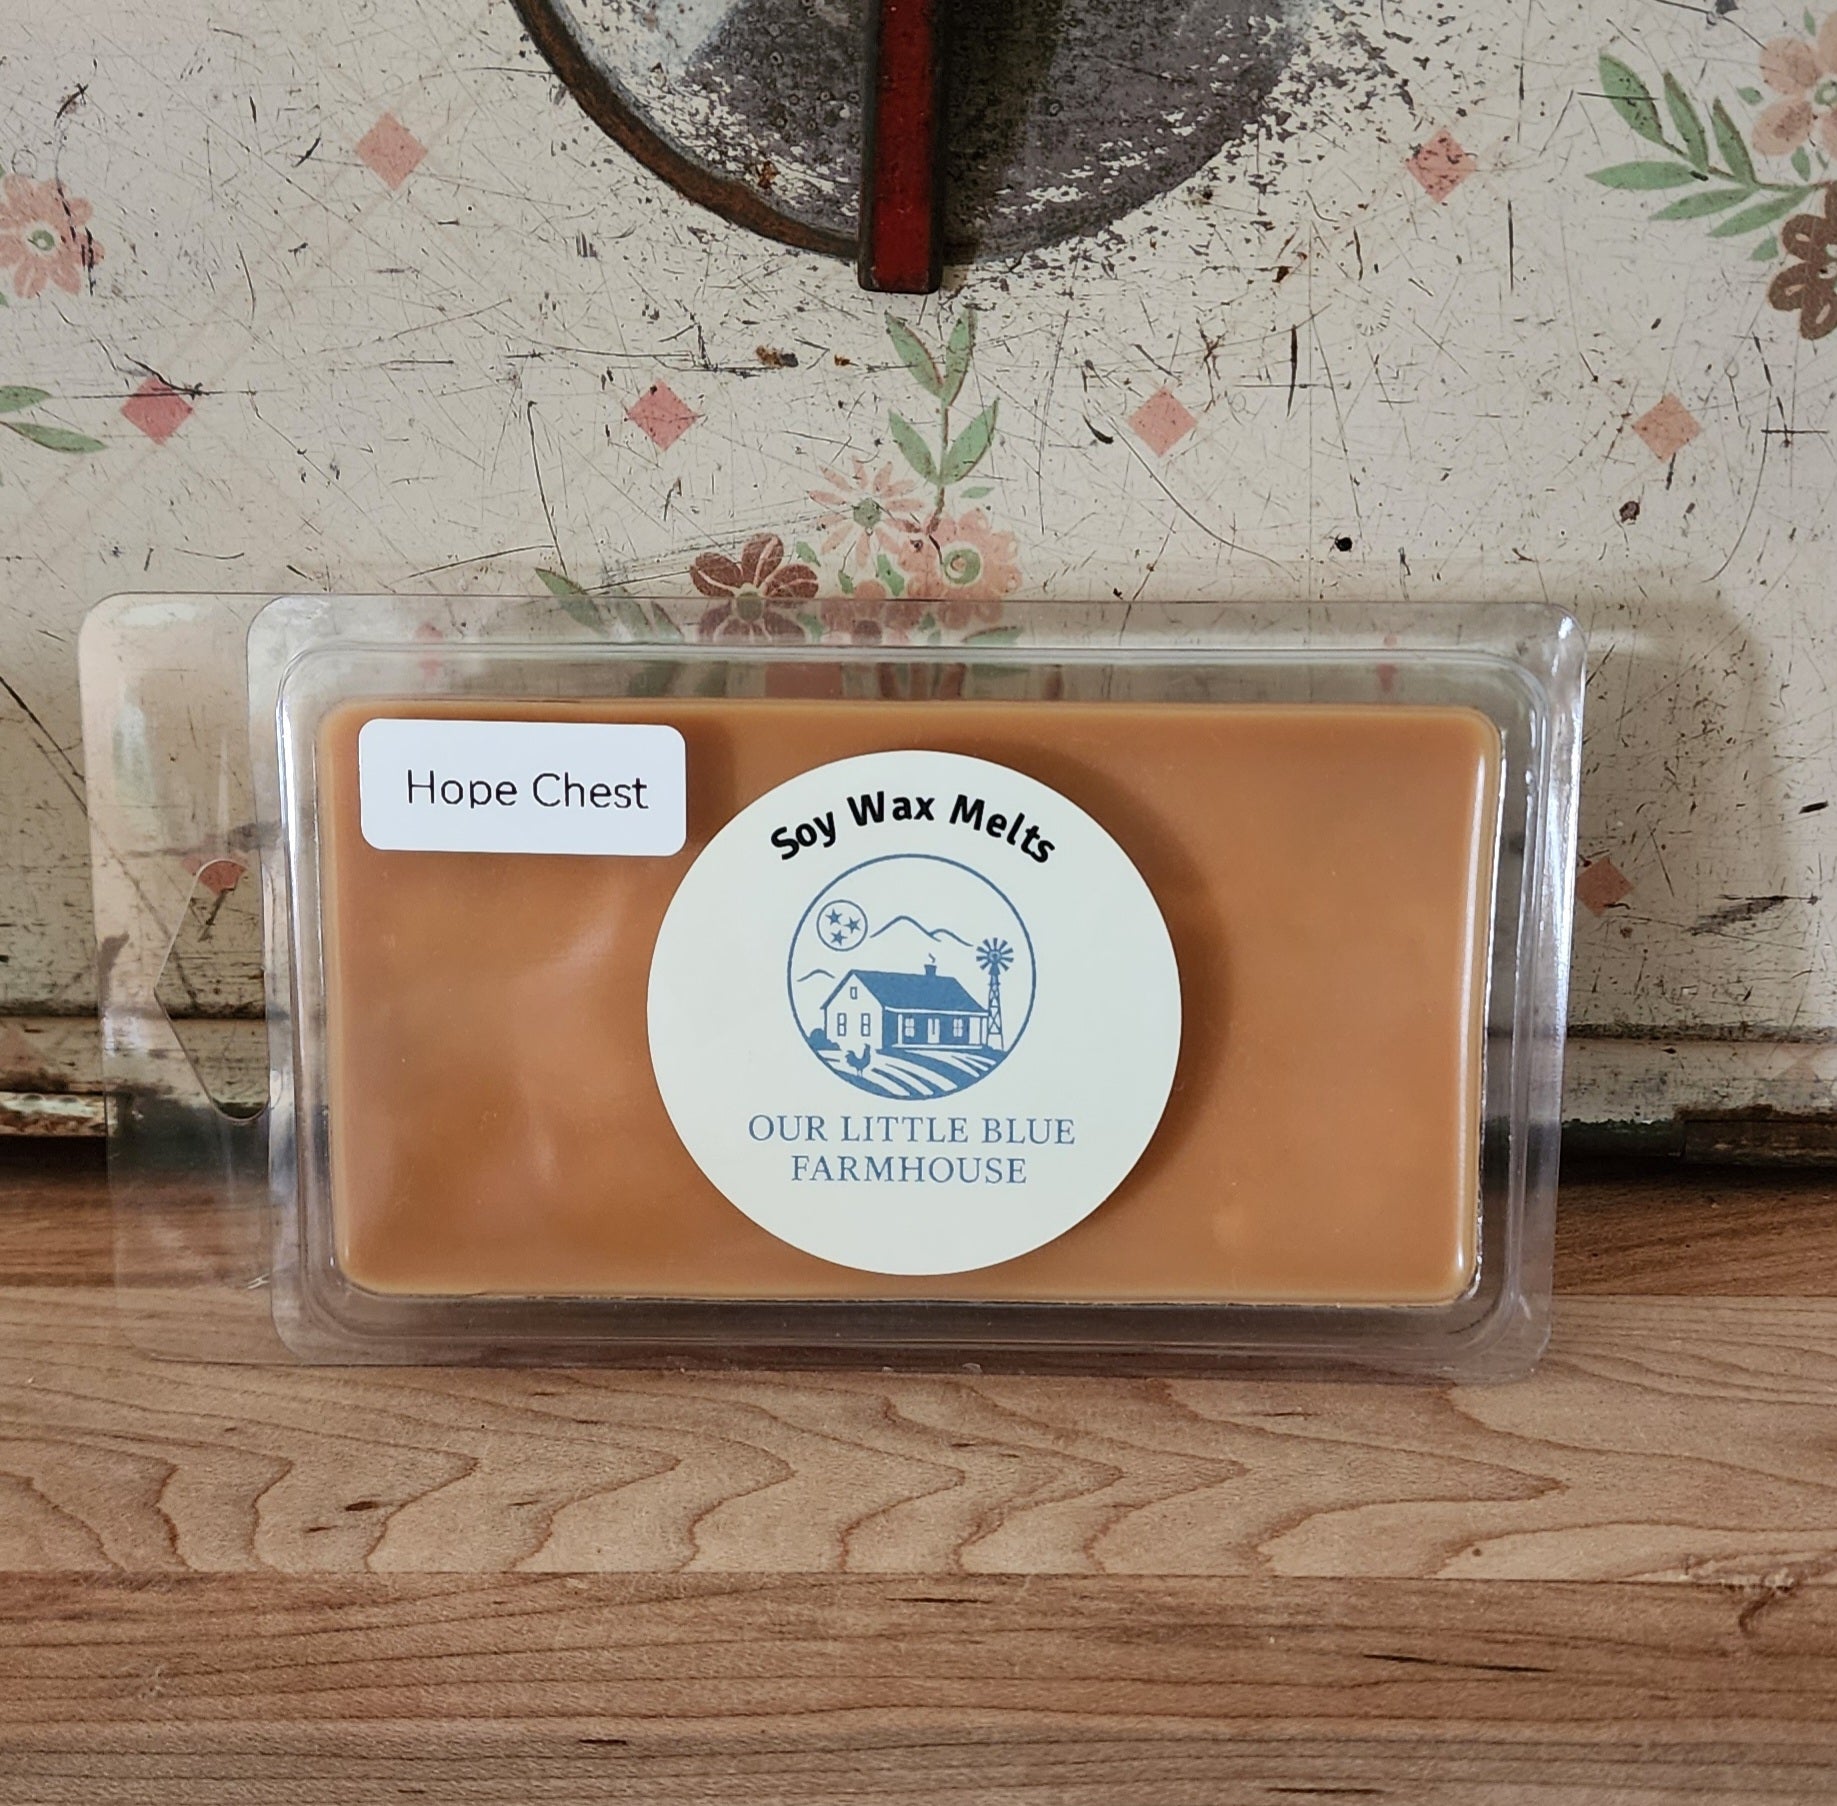 Hope Chest
Soy Wax Melts
OUR LITTLE BLUE
FARMHOUSE